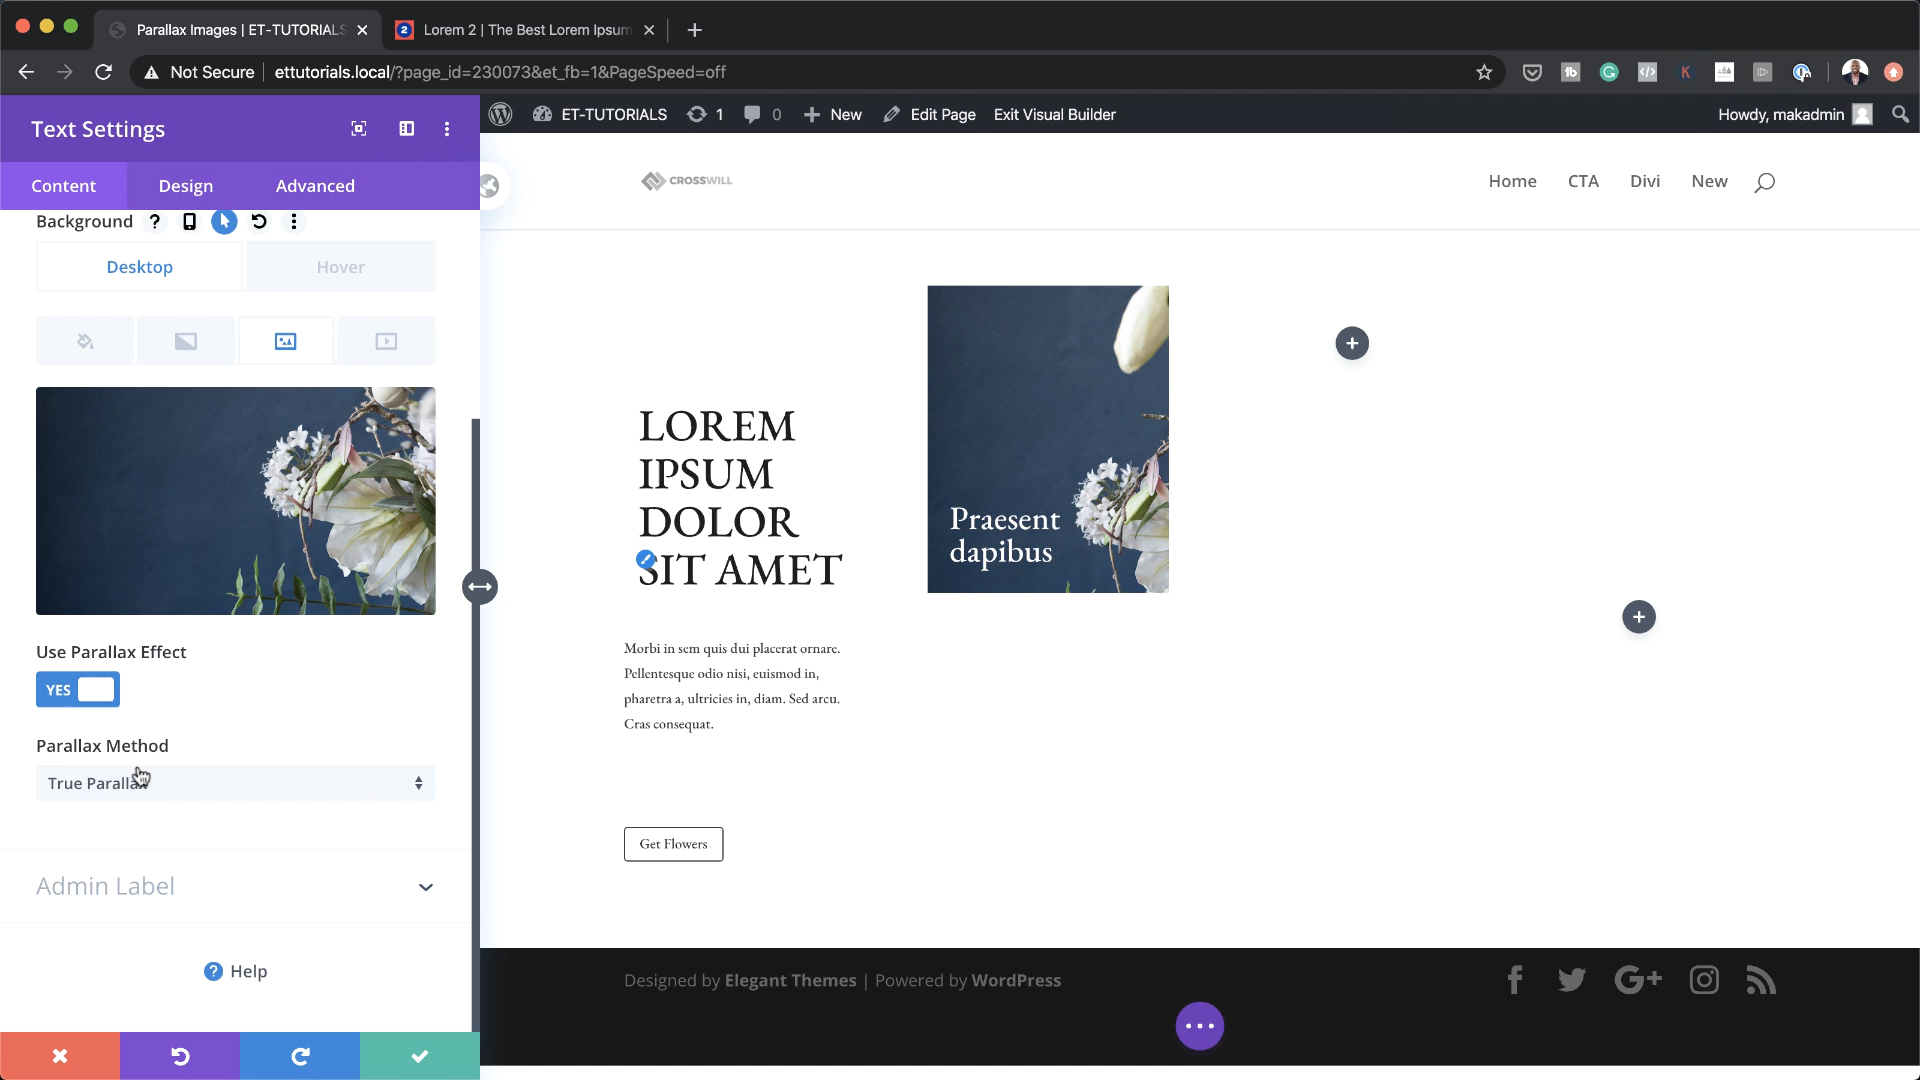 Parallax Images | ET-TUTORIALS
Lorem 2 | The Best Lorem Ipsum
Not Secure
ettutorials.local/?page_id=230073&et_fb=1&PageSpeed=off
ET-TUTORIALS
1
0
New
Edit Page
Exit Visual Builder
Howdy, makadmin
Text Settings
Content
Design
Advanced
Background
Desktop
Hover
Use Parallax Effect
YES
Parallax Method
True Parallax
Admin Label
Help
CROSSWILL
Home
CTA
Divi
New
LOREM
IPSUM
DOLOR
SIT AMET
Praesent
dapibus
Morbi in sem quis dui placerat ornare.
Pellentesque odio nisi, euismod in,
pharetra a, ultricies in, diam. Sed arcu.
Cras consequat.
Get Flowers
Designed by Elegant Themes | Powered by WordPress